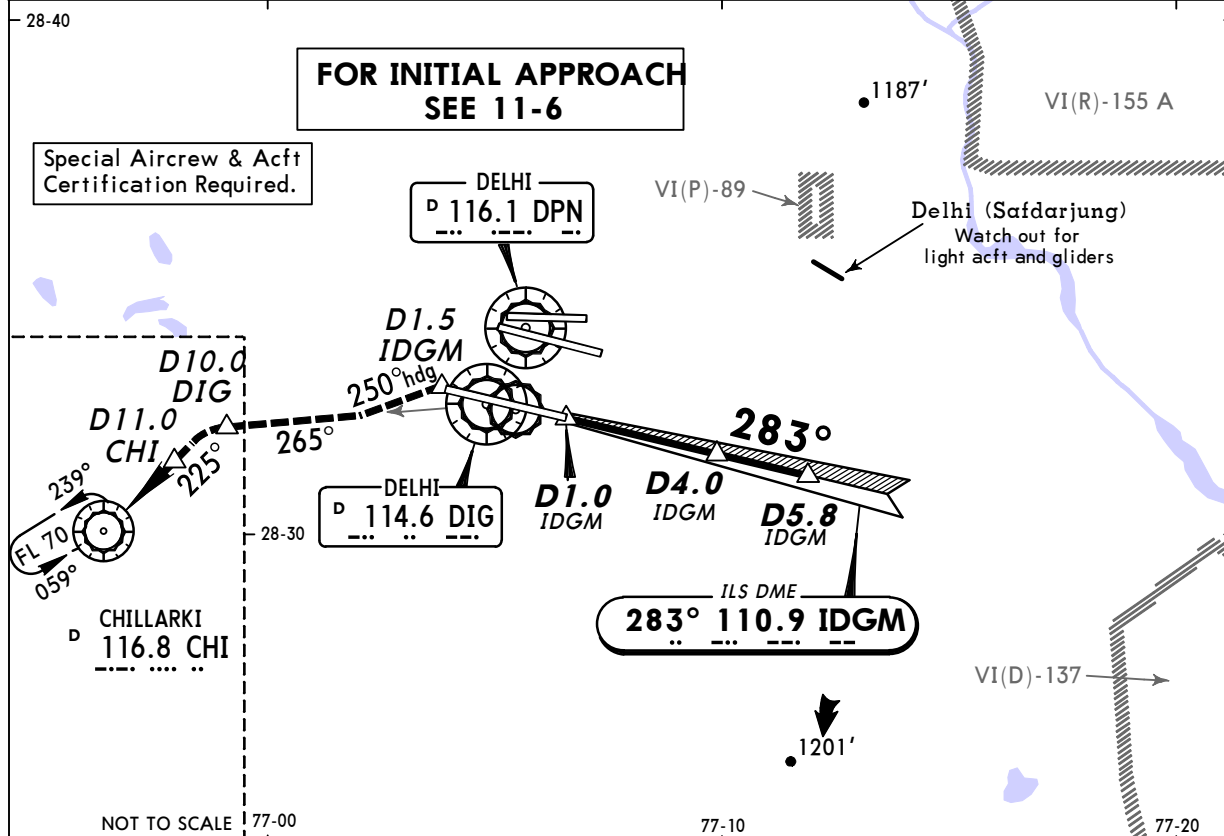 28-40
FOR INITIAL APPROACH
SEE 11-6
1187'
VI(R)-155 A
Special Aircrew & Acft
Certification Required.
DELHI
D 116.1 DPN
VI(P)-89
Delhi (Safdarjung)
Watch out for
light acft and gliders
D1.5
IDGM
D10.0
DIG
250° hdg
D11.0
CHI
265°
225°
283°
239°
FL 70
059°
DELHI
D 114.6 DIG
D1.0
IDGM
D4.0
IDGM
D5.8
IDGM
28-30
ILS DME
283° 110.9 IDGM
CHILLARKI
D 116.8 CHI
VI(D)-137
1201'
NOT TO SCALE
77-00
77-10
77-20